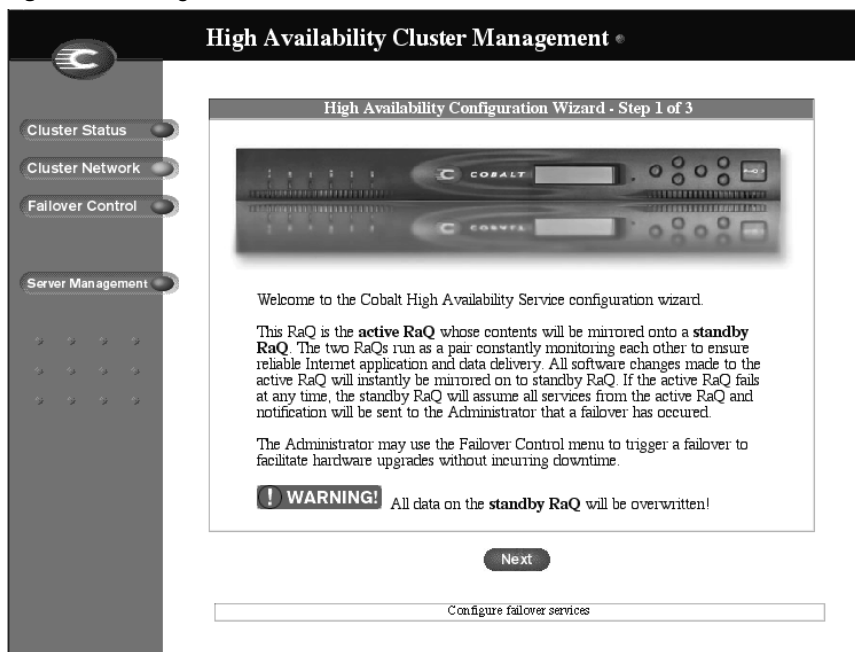 High Availability Cluster Management
High Availability Configuration Wizard - Step 1 of 3
Cluster Status
Cluster Network
Failover Control
Server Management
C COBALT
Welcome to the Cobalt High Availability Service configuration wizard.
This RaQ is the active RaQ whose contents will be mirrored onto a standby
RaQ. The two RaQs run as a pair constantly monitoring each other to ensure
reliable Internet application and data delivery. All software changes made to the
active RaQ will instantly be mirrored on to standby RaQ. If the active RaQ fails
at any time, the standby RaQ will assume all services from the active RaQ and
notification will be sent to the Administrator that a failover has occured.
The Administrator may use the Failover Control menu to trigger a failover to
facilitate hardware upgrades without incurring downtime.
! WARNING! All data on the standby RaQ will be overwritten!
Next
Configure failover services